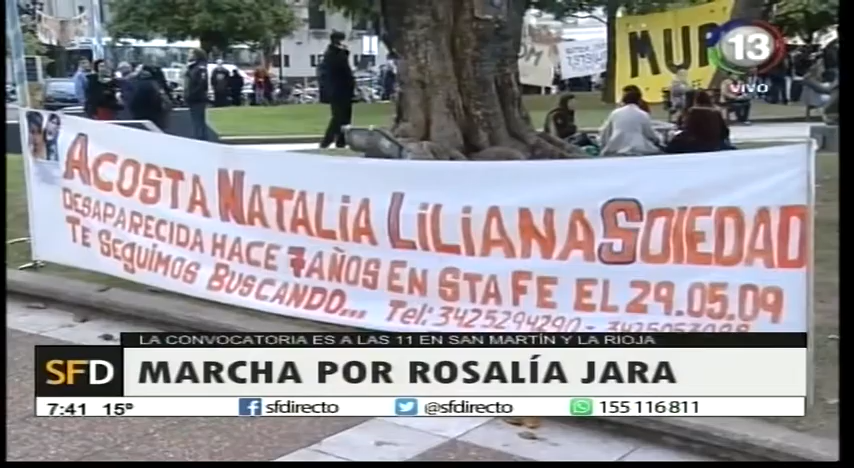 MUP
13
VIVO
ACOSTA NATALiA LiLiANA SOlEDAD
DESAPARECIDA HACE 7 AÑOS EN STA FE EL 29.05.09
TE SEGUIMOS BUSCANDO... Tel: 3425294290 -
LA CONVOCATORIA ES A LAS 11 EN SAN MARTÍN Y LA RIOJA
SFD
MARCHA POR ROSALÍA JARA
7:41 15º sfdirecto @sfdirecto 155 116 811